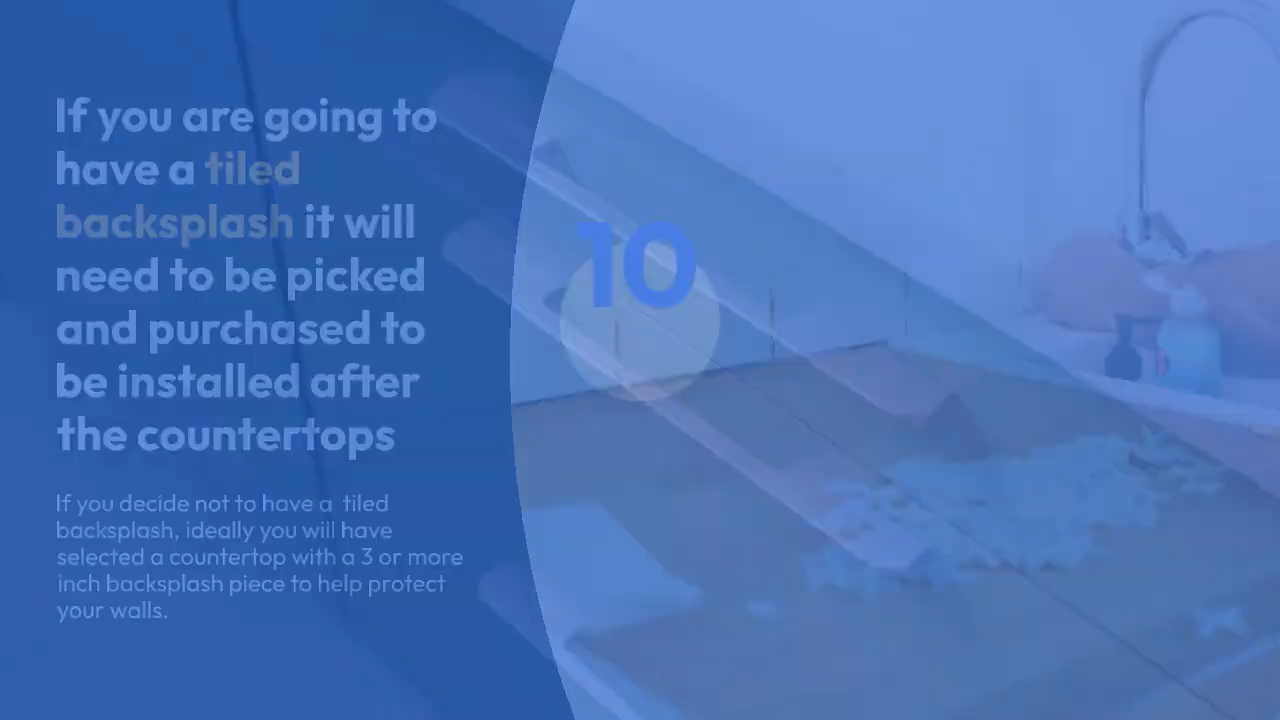 If you are going to
have a tiled
backsplash it will
need to be picked
and purchased to
be installed after
the countertops
If you decide not to have a tiled
backsplash, ideally you will have
selected a countertop with a 3 or more
inch backsplash piece to help protect
your walls.
10